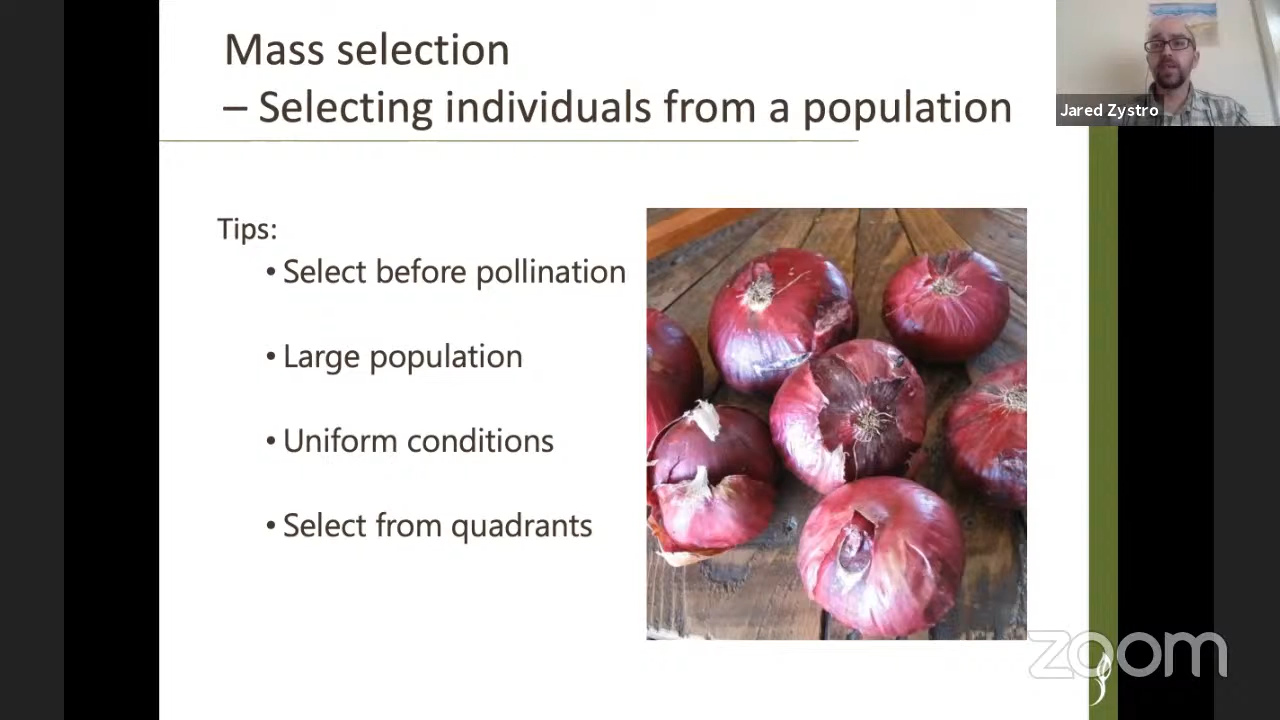 Mass selection
– Selecting individuals from a population
Jared Zystro
Tips:
• Select before pollination
• Large population
• Uniform conditions
• Select from quadrants
zoom